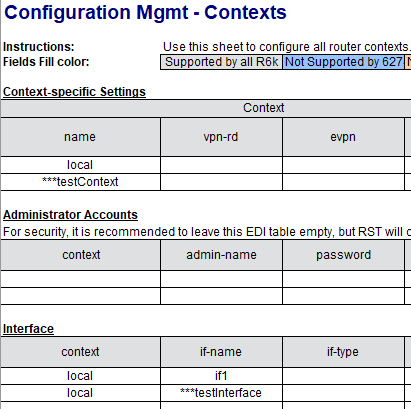 Configuration Mgmt - Contexts
Instructions: Use this sheet to configure all router contexts.
Fields Fill color: Supported by all R6k Not Supported by 627
Context-specific Settings
Context
name vpn-rd evpn
local
***testContext
Administrator Accounts
For security, it is recommended to leave this EDI table empty, but RST will
context admin-name password
Interface
context if-name if-type
local if1
local ***testInterface